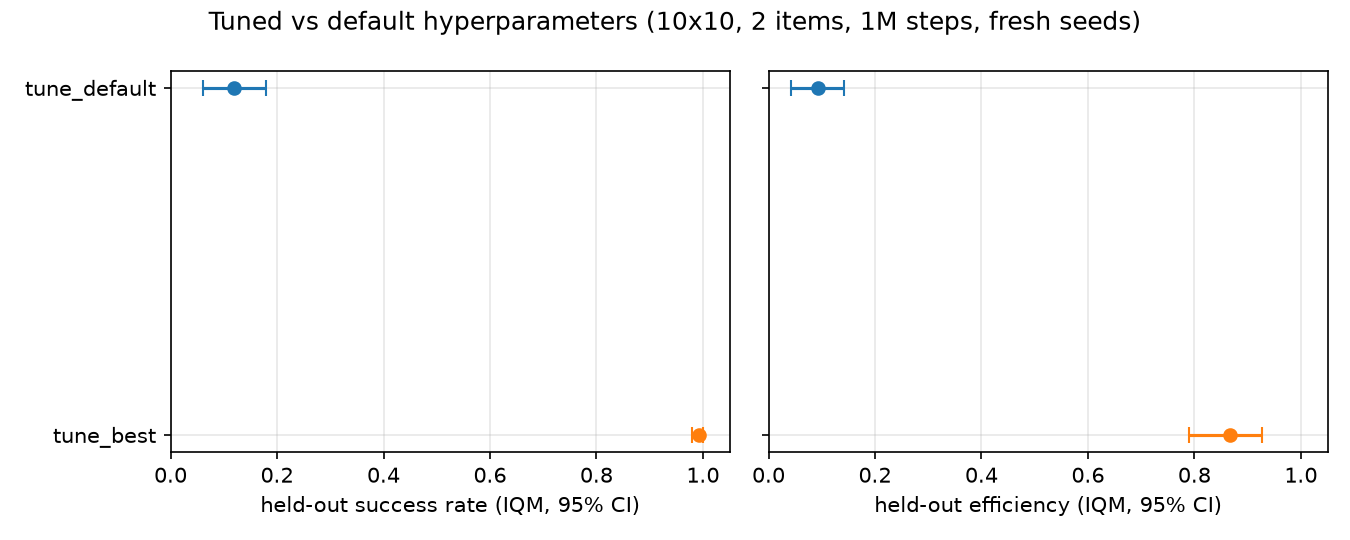 Tuned vs default hyperparameters (10x10, 2 items, 1M steps, fresh seeds)
tune_default
tune_best
0.0 0.2 0.4 0.6 0.8 1.0
held-out success rate (IQM, 95% CI)
0.0 0.2 0.4 0.6 0.8 1.0
held-out efficiency (IQM, 95% CI)